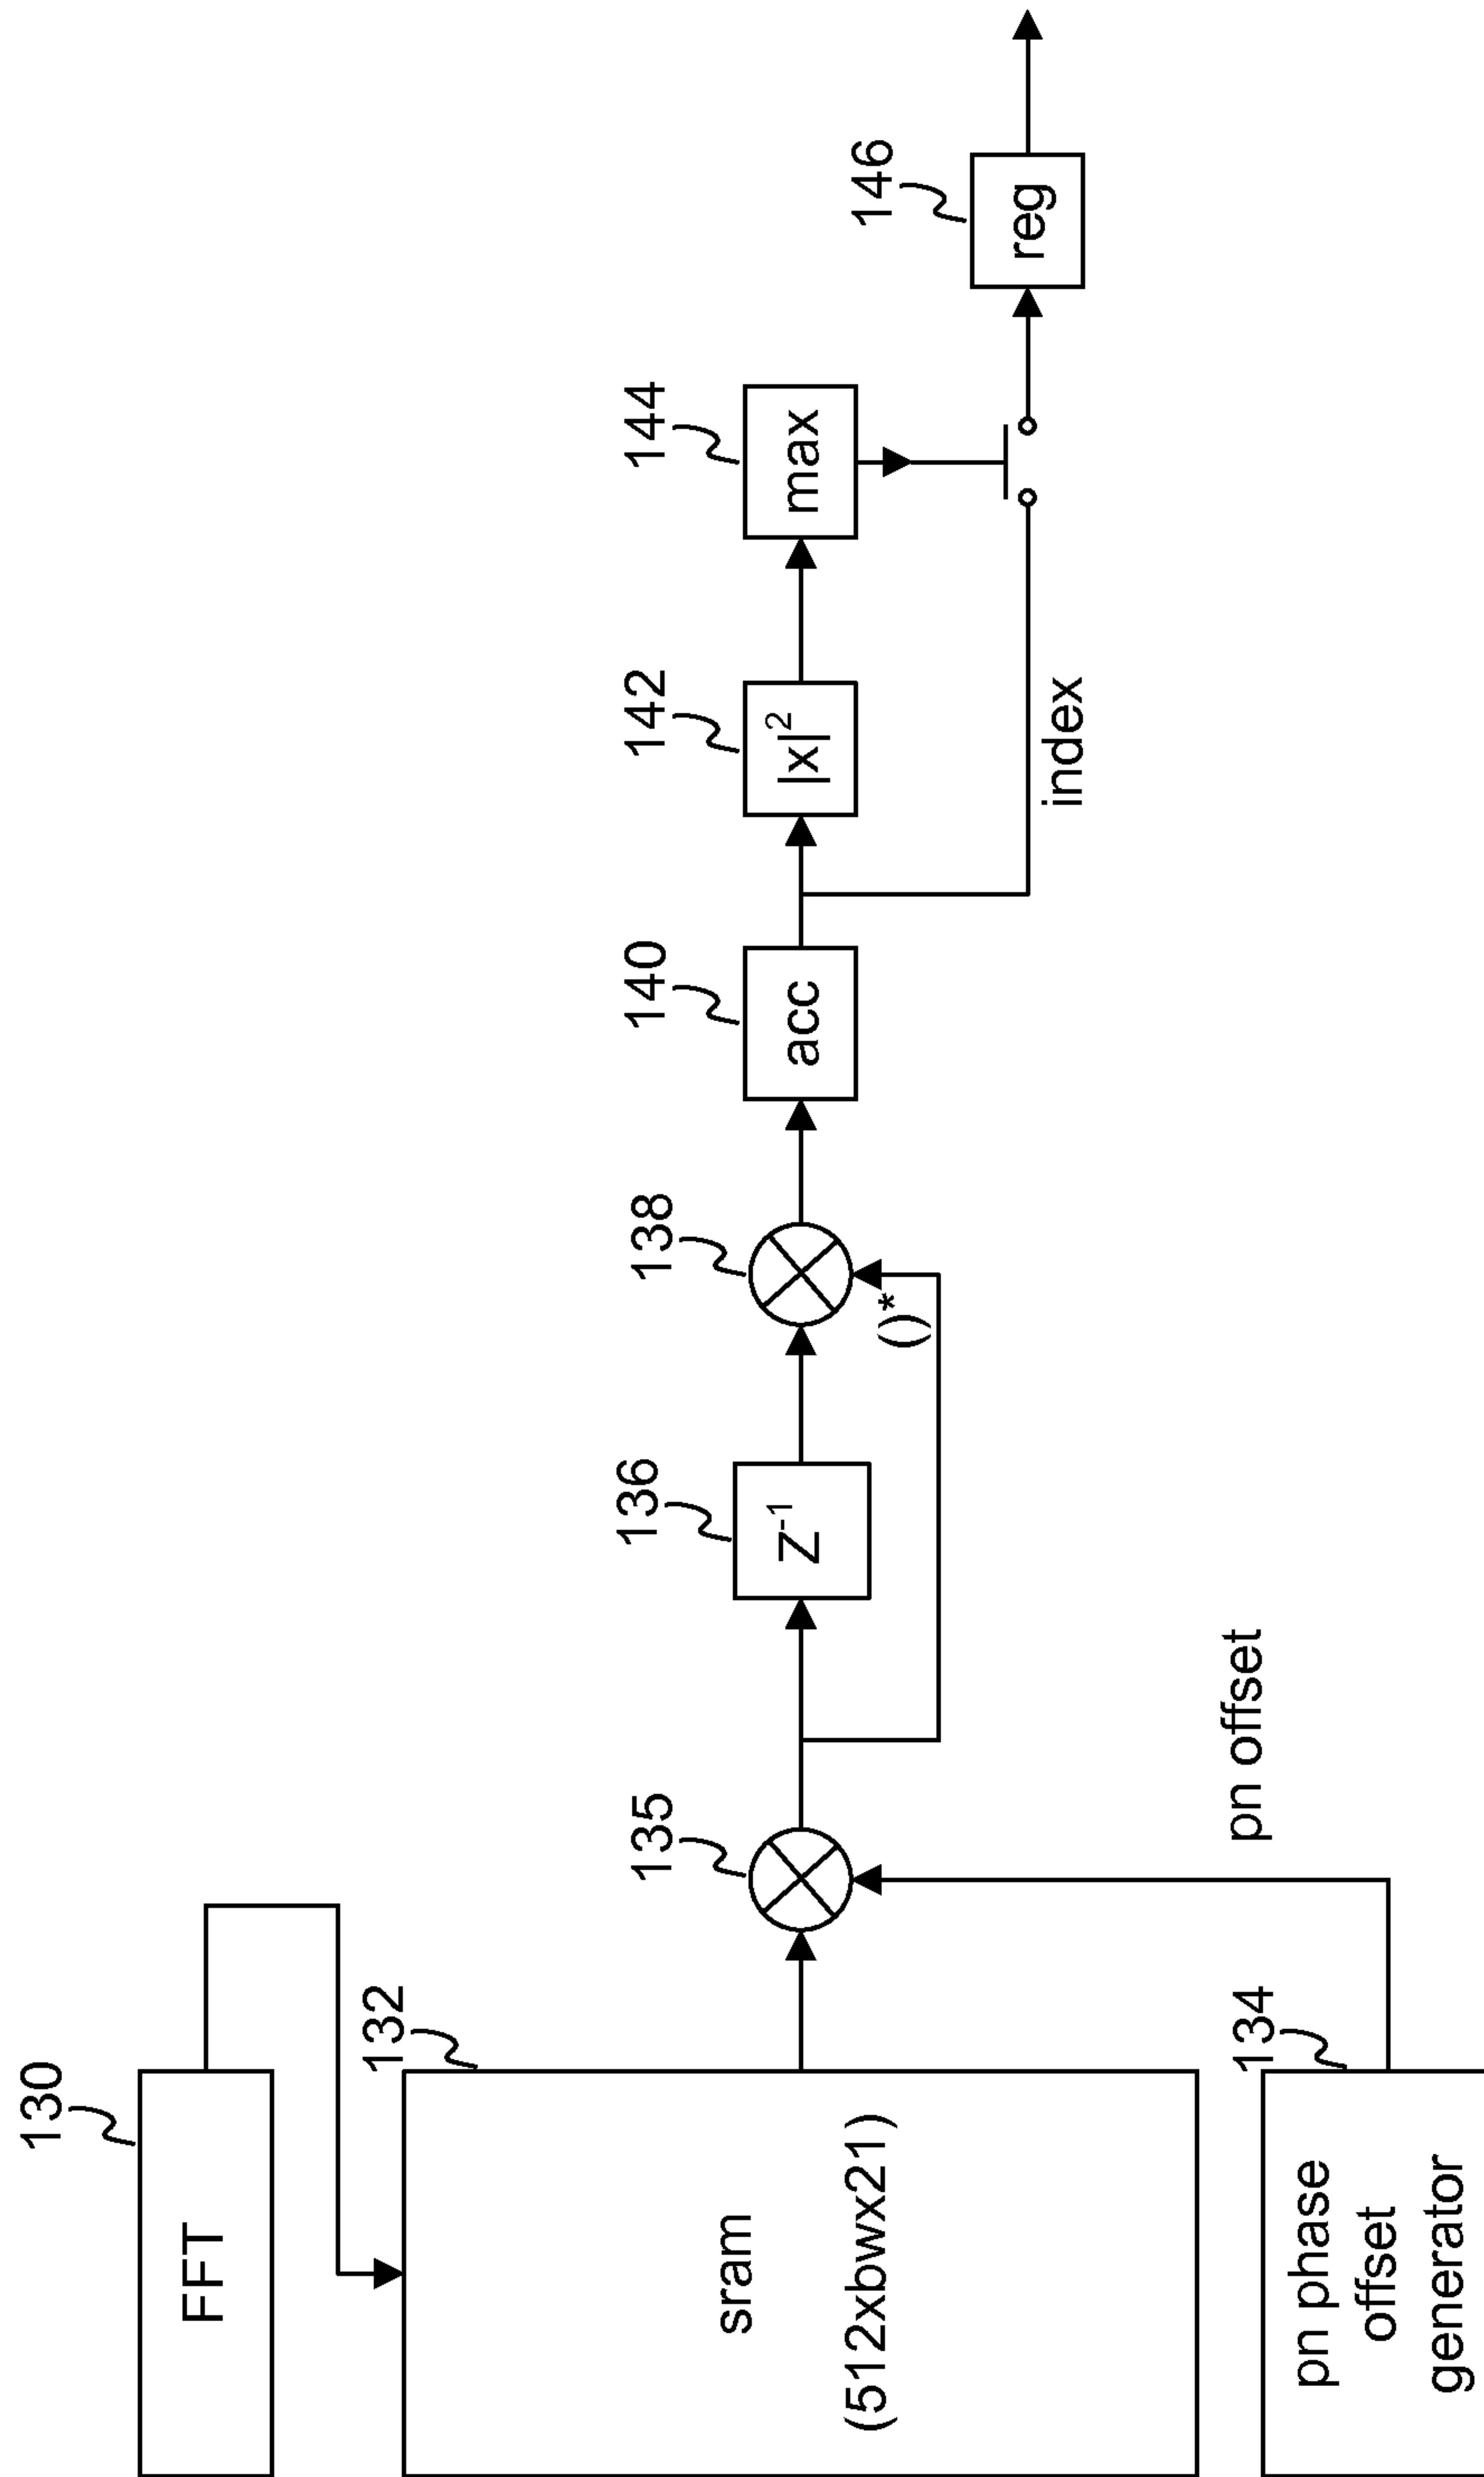 130
FFT
132
sram
(512xbwx21)
134
pn phase
offset
generator
pn offset
135
136
Z⁻¹
138
()*
140
acc
142
|x|²
144
max
index
146
reg